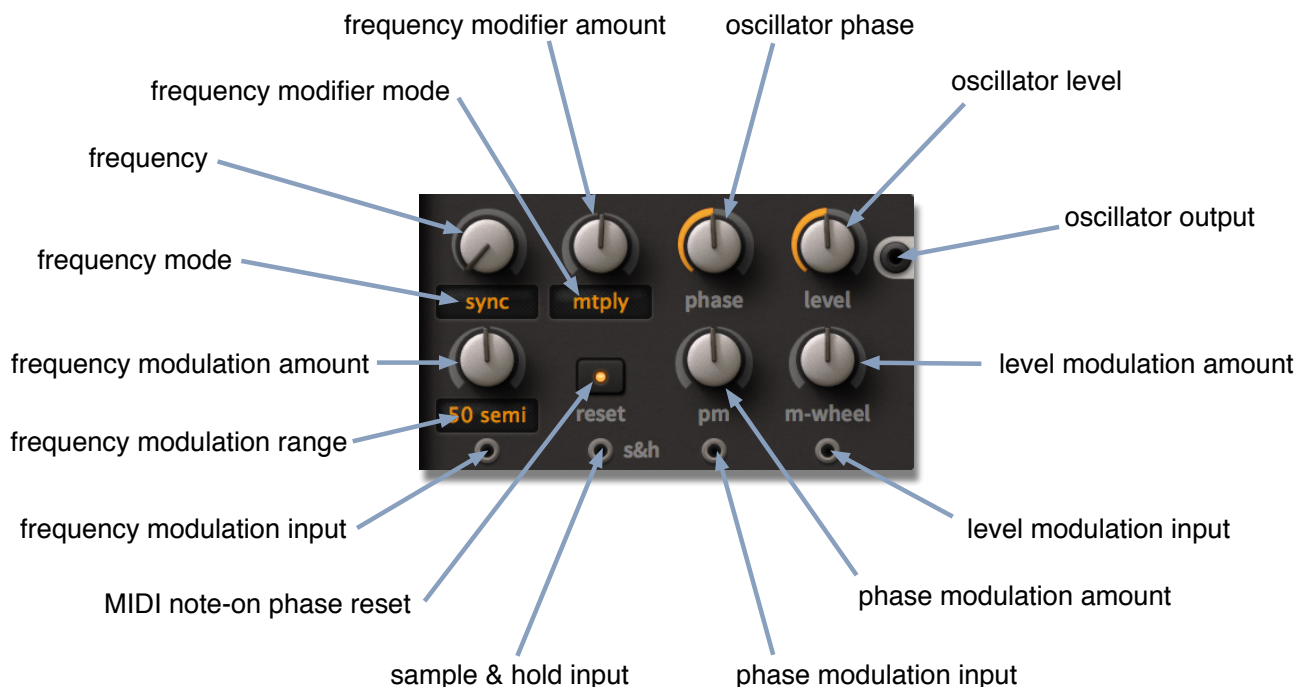 frequency modifier amount
oscillator phase
frequency modifier mode
oscillator level
frequency
oscillator output
frequency mode
sync
mtply
phase
level
frequency modulation amount
level modulation amount
50 semi
reset
pm
m-wheel
frequency modulation range
s&h
frequency modulation input
level modulation input
MIDI note-on phase reset
phase modulation amount
sample & hold input
phase modulation input